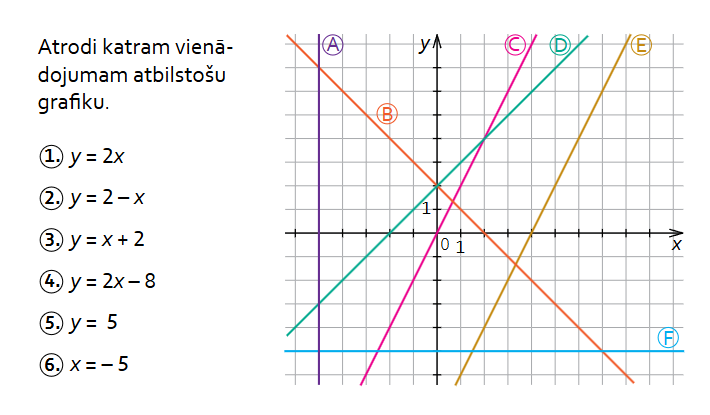 Atrodi katram vienā-
dojumam atbilstošu
grafiku.
1. y = 2x
2. y = 2 – x
3. y = x + 2
4. y = 2x – 8
5. y = 5
6. x = – 5
A
y
C
D
E
B
1
0 1
x
F